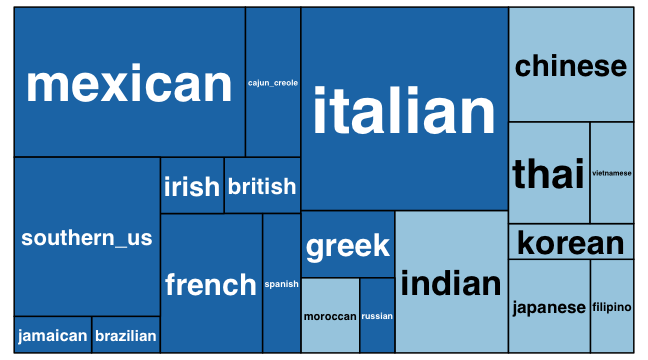 mexican
cajun_creole
italian
chinese
thai
vietnamese
irish
british
southern_us
greek
indian
korean
french
spanish
moroccan
russian
japanese
filipino
jamaican
brazilian